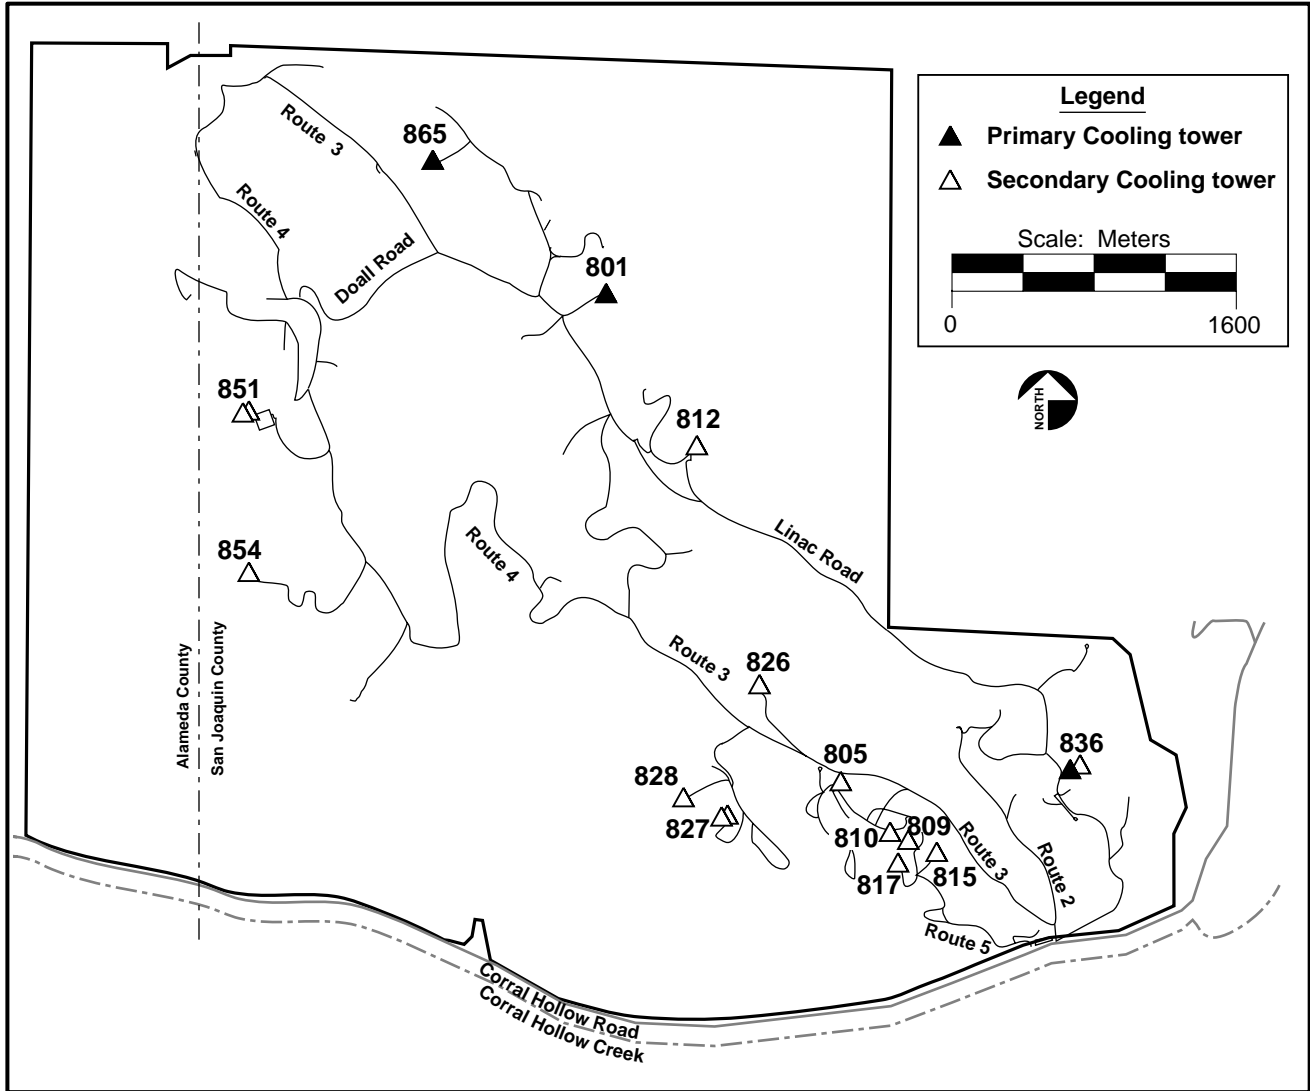 Legend
Primary Cooling tower
Secondary Cooling tower
Scale: Meters
0
1600
NORTH
Route 3
865
Route 4
Doall Road
801
851
812
854
Route 4
Linac Road
Route 3
826
Alameda County
San Joaquin County
836
805
828
827
810
809
817
815
Route 3
Route 2
Route 5
Corral Hollow Road
Corral Hollow Creek